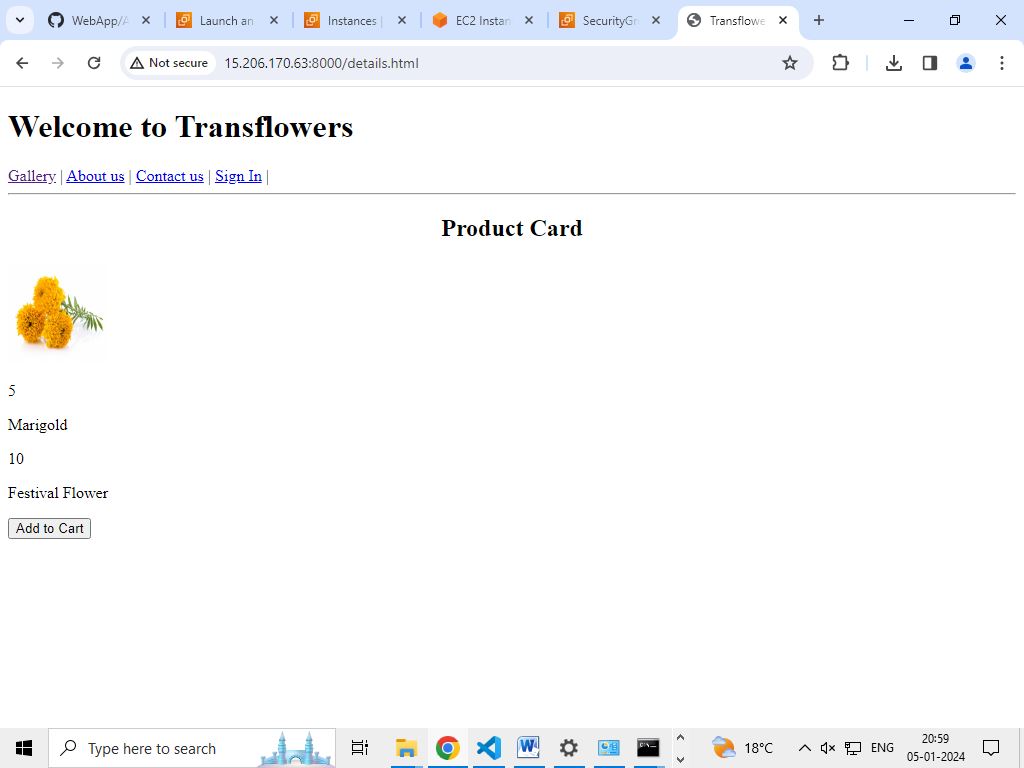 WebApp/A
Launch an
Instances |
EC2 Instan
SecurityGr
Transflowe
Not secure
15.206.170.63:8000/details.html
Welcome to Transflowers
Gallery | About us | Contact us | Sign In |
Product Card
5
Marigold
10
Festival Flower
Add to Cart
Type here to search
18°C
ENG
20:59
05-01-2024